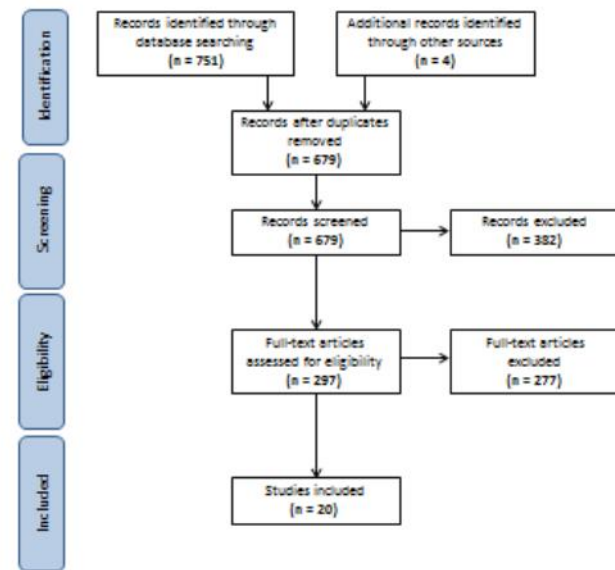 Identification
Records identified through
database searching
(n = 751)
Additional records identified
through other sources
(n = 4)
Records after duplicates
removed
(n = 679)
Screening
Records screened
(n = 679)
Records excluded
(n = 382)
Eligibility
Full-text articles
assessed for eligibility
(n = 297)
Full-text articles
excluded
(n = 277)
Included
Studies included
(n = 20)